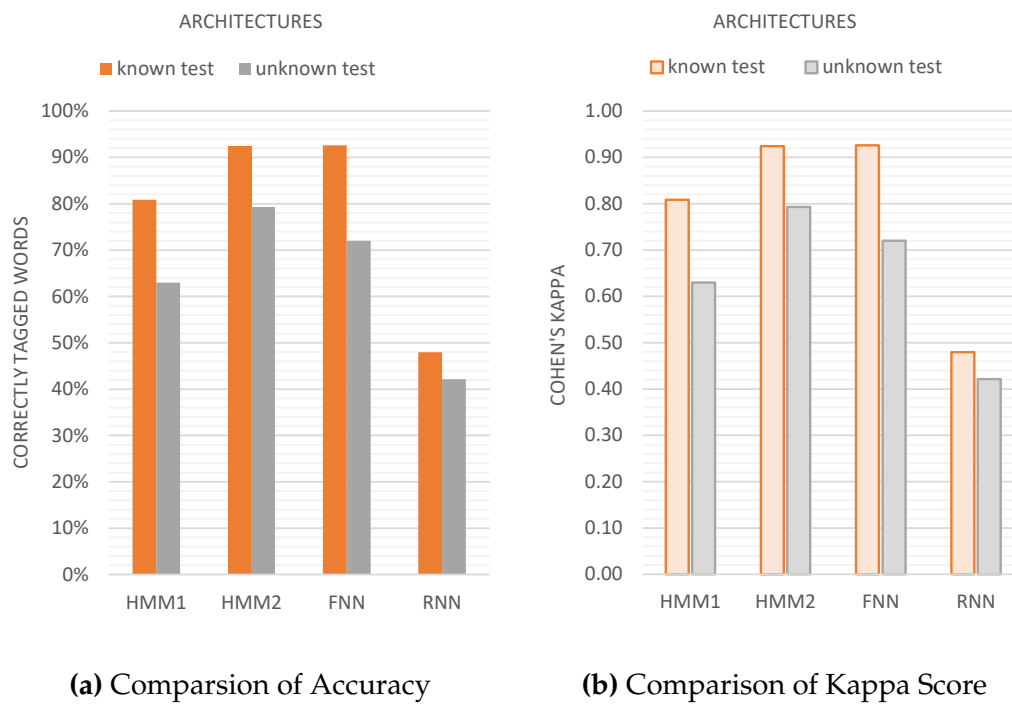 ARCHITECTURES
known test unknown test
100%
90%
80%
70%
60%
50%
40%
30%
20%
10%
0%
CORRECTLY TAGGED WORDS
HMM1 HMM2 FNN RNN
(a) Comparsion of Accuracy
ARCHITECTURES
known test unknown test
1.00
0.90
0.80
0.70
0.60
0.50
0.40
0.30
0.20
0.10
0.00
COHEN'S KAPPA
HMM1 HMM2 FNN RNN
(b) Comparison of Kappa Score